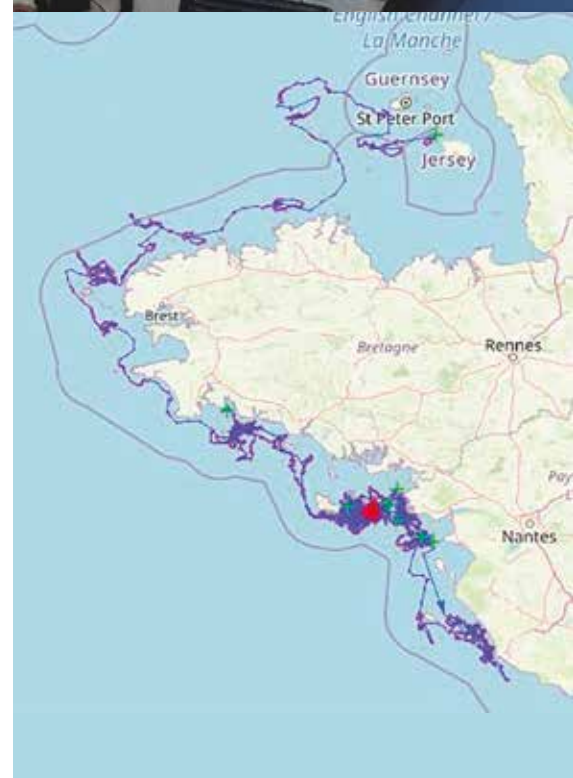 English Channel /
La Manche
Guernsey
St Peter Port
Jersey
Brest
Bretagne
Rennes
Nantes